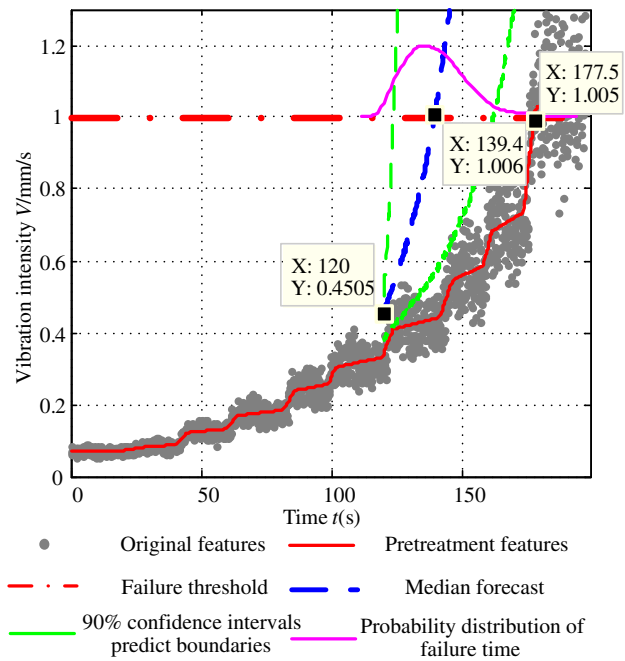 1.2
1
0.8
0.6
0.4
0.2
0
Vibration intensity V/mm/s
X: 177.5
Y: 1.005
X: 139.4
Y: 1.006
X: 120
Y: 0.4505
0
50
100
150
Time t(s)
Original features
Pretreatment features
Failure threshold
Median forecast
90% confidence intervals
predict boundaries
Probability distribution of
failure time